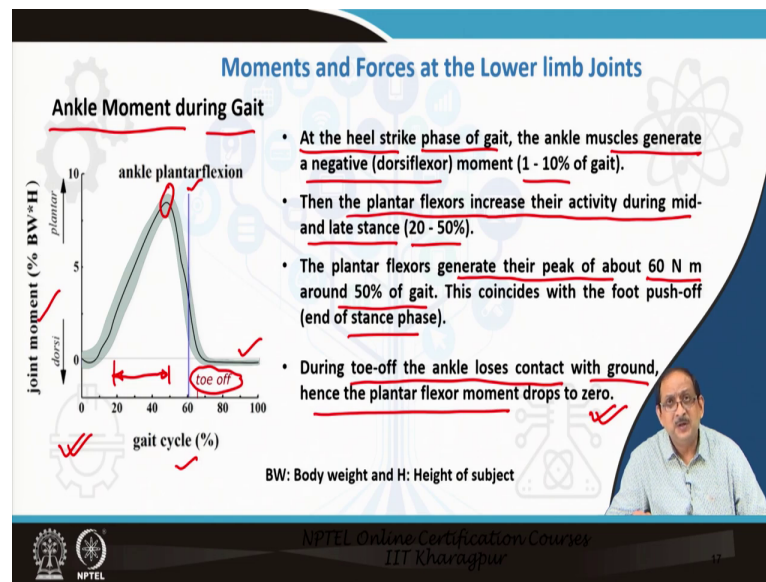 Moments and Forces at the Lower limb Joints
Ankle Moment during Gait
ankle plantarflexion
joint moment (% BW*H)
plantar
dorsi
10
5
0
0 20 40 60 80 100
toe off
gait cycle (%)
• At the heel strike phase of gait, the ankle muscles generate
a negative (dorsiflexor) moment (1 - 10% of gait).
• Then the plantar flexors increase their activity during mid-
and late stance (20 - 50%).
• The plantar flexors generate their peak of about 60 N m
around 50% of gait. This coincides with the foot push-off
(end of stance phase).
• During toe-off the ankle loses contact with ground,
hence the plantar flexor moment drops to zero.
BW: Body weight and H: Height of subject
NPTEL
NPTEL Online Certification Courses
IIT Kharagpur
17